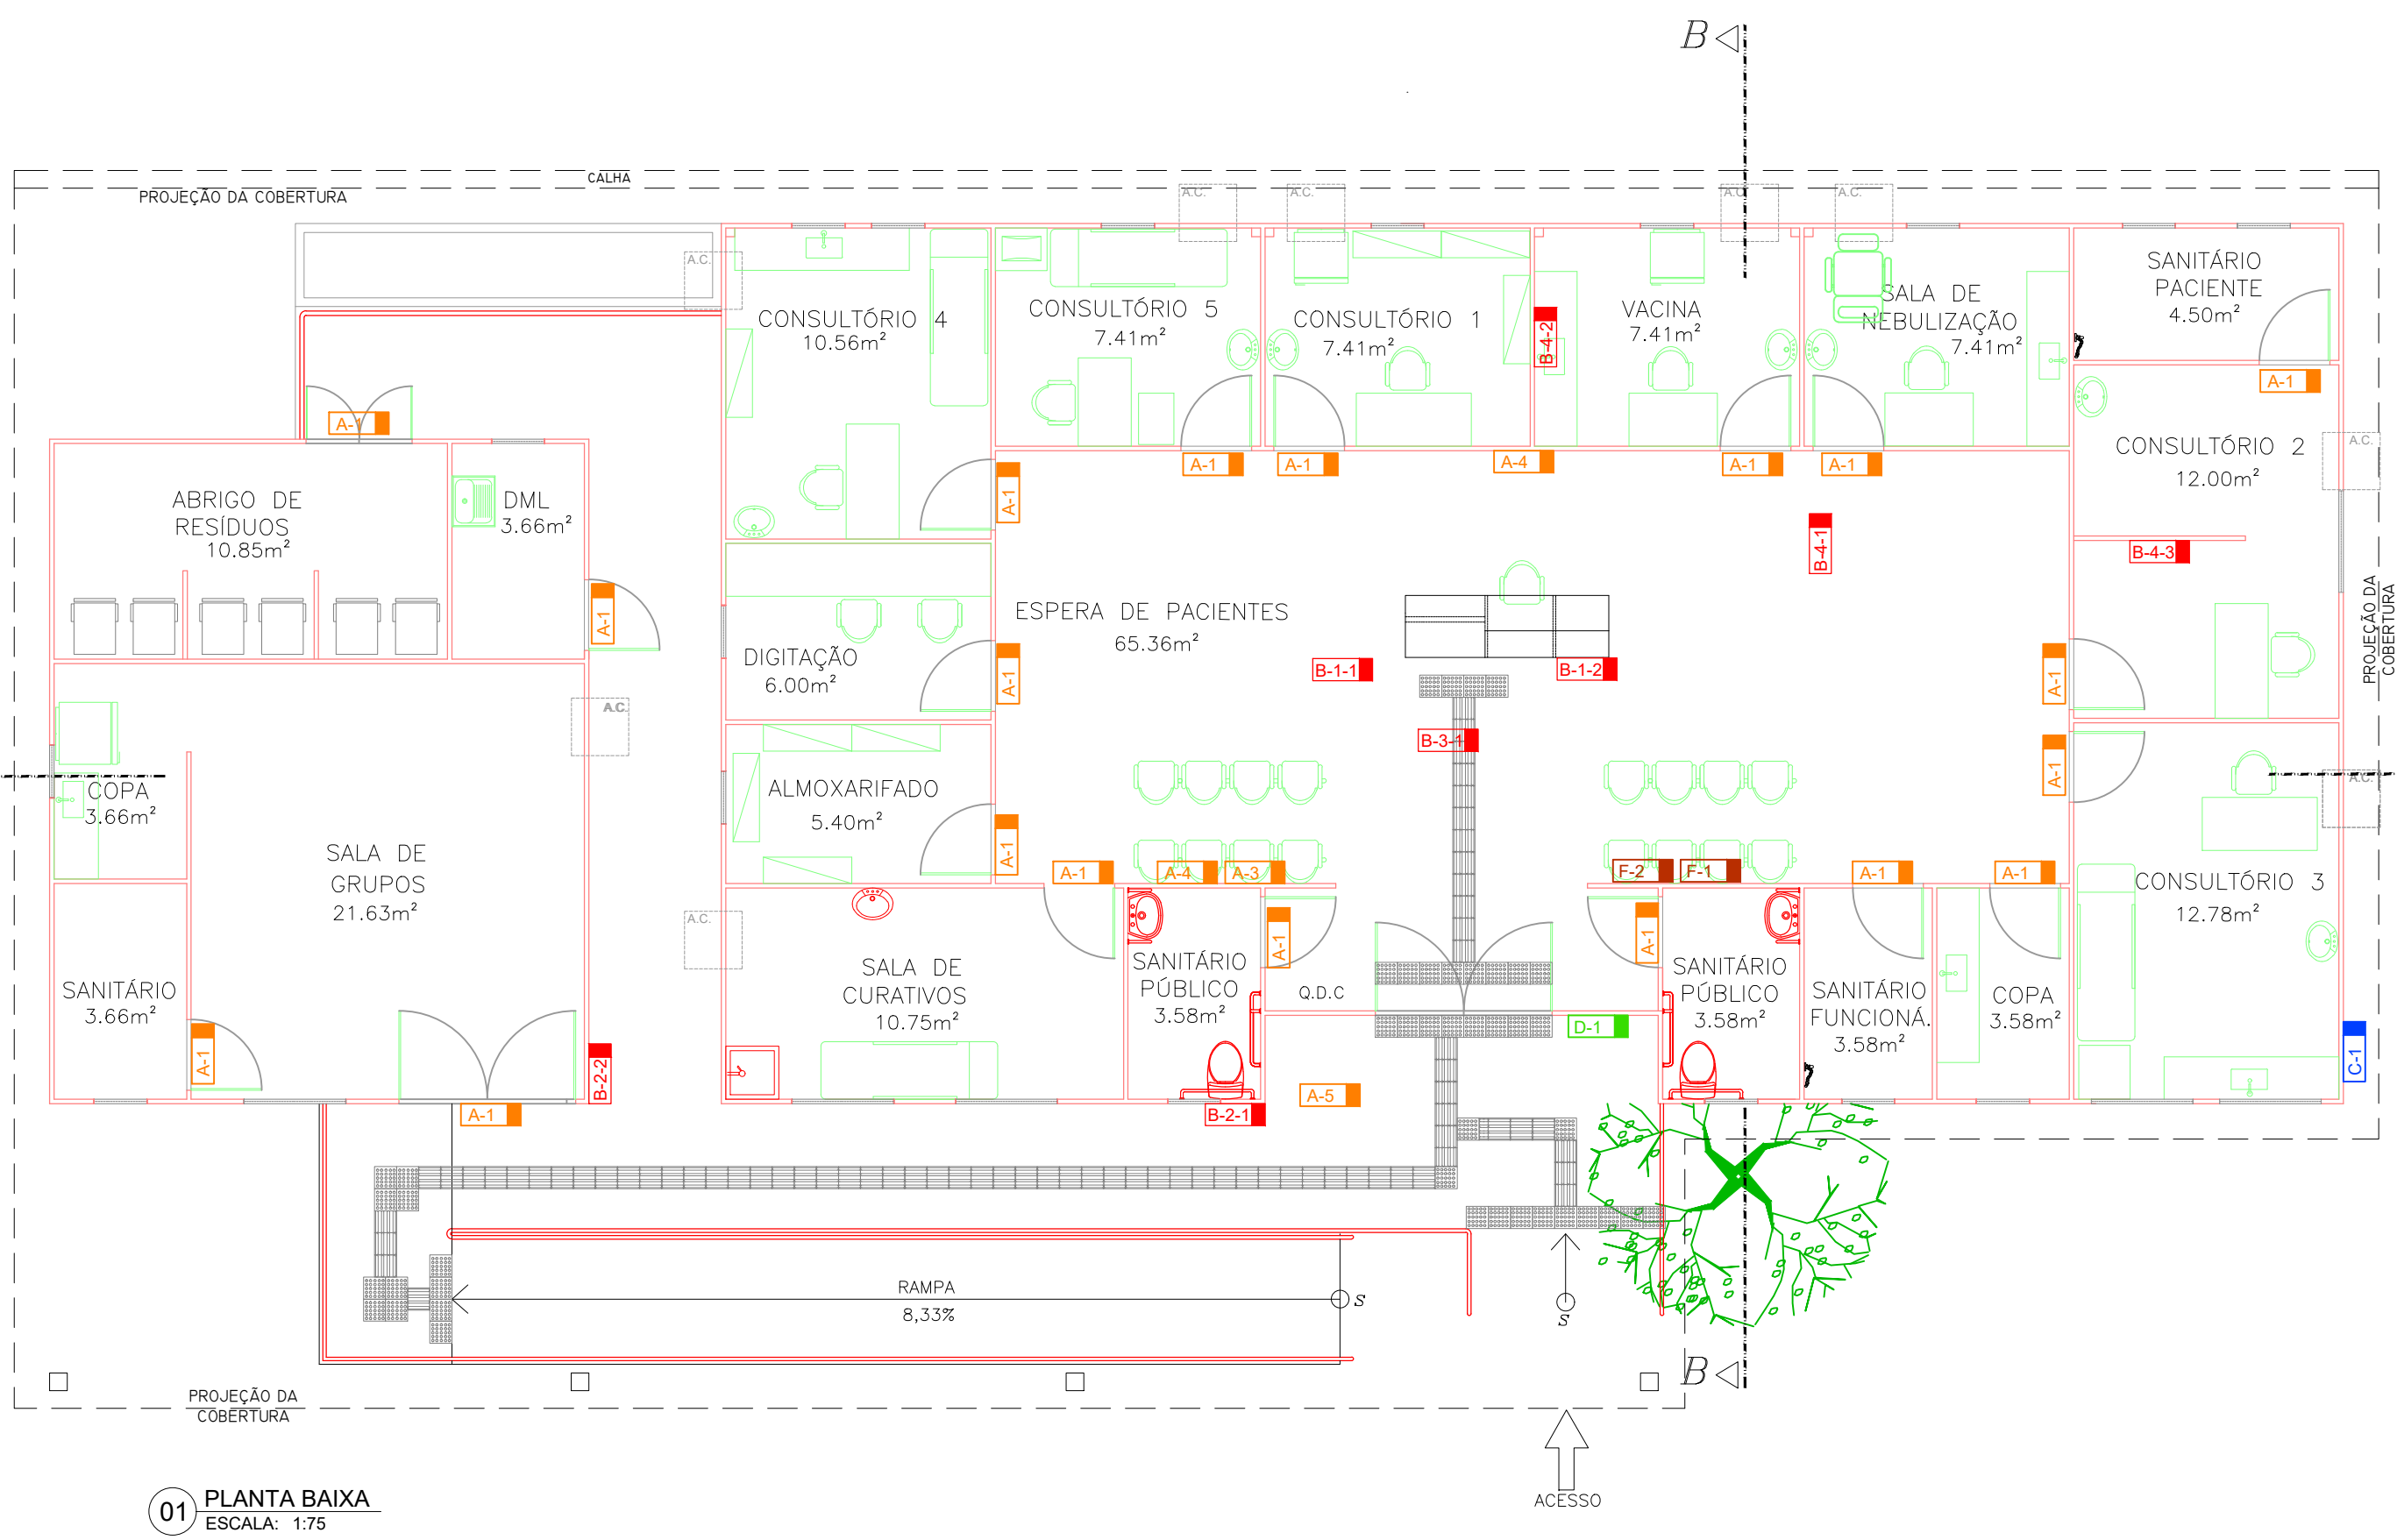 B
CALHA
PROJEÇÃO DA COBERTURA
A.C.
A.C.
A.C.
A.C.
A.C.
CONSULTÓRIO 4
10.56m²
CONSULTÓRIO 5
7.41m²
CONSULTÓRIO 1
7.41m²
B-4-2
VACINA
7.41m²
SALA DE
NEBULIZAÇÃO
7.41m²
SANITÁRIO
PACIENTE
4.50m²
A-1
A-1
CONSULTÓRIO 2
12.00m²
A.C.
A-1
A-1
A-1
A-4
A-1
A-1
ABRIGO DE
RESÍDUOS
10.85m²
DML
3.66m²
B-4-1
B-4-3
A-1
ESPERA DE PACIENTES
65.36m²
PROJEÇÃO DA
COBERTURA
DIGITAÇÃO
6.00m²
A-1
B-1-1
B-1-2
A-1
A.C.
B-3-1
A-1
A.C.
COPA
3.66m²
ALMOXARIFADO
5.40m²
A-1
SALA DE
GRUPOS
21.63m²
A-1
A-4
A-3
F-2
F-1
A-1
A-1
CONSULTÓRIO 3
12.78m²
A.C.
A-1
A-1
SANITÁRIO
3.66m²
SALA DE
CURATIVOS
10.75m²
SANITÁRIO
PÚBLICO
3.58m²
Q.D.C
SANITÁRIO
PÚBLICO
3.58m²
SANITÁRIO
FUNCIONÁ.
3.58m²
COPA
3.58m²
A-1
B-2-2
D-1
C-1
A-1
A-5
B-2-1
RAMPA
8,33%
S
S
B
PROJEÇÃO DA
COBERTURA
ACESSO
01
PLANTA BAIXA
ESCALA: 1:75